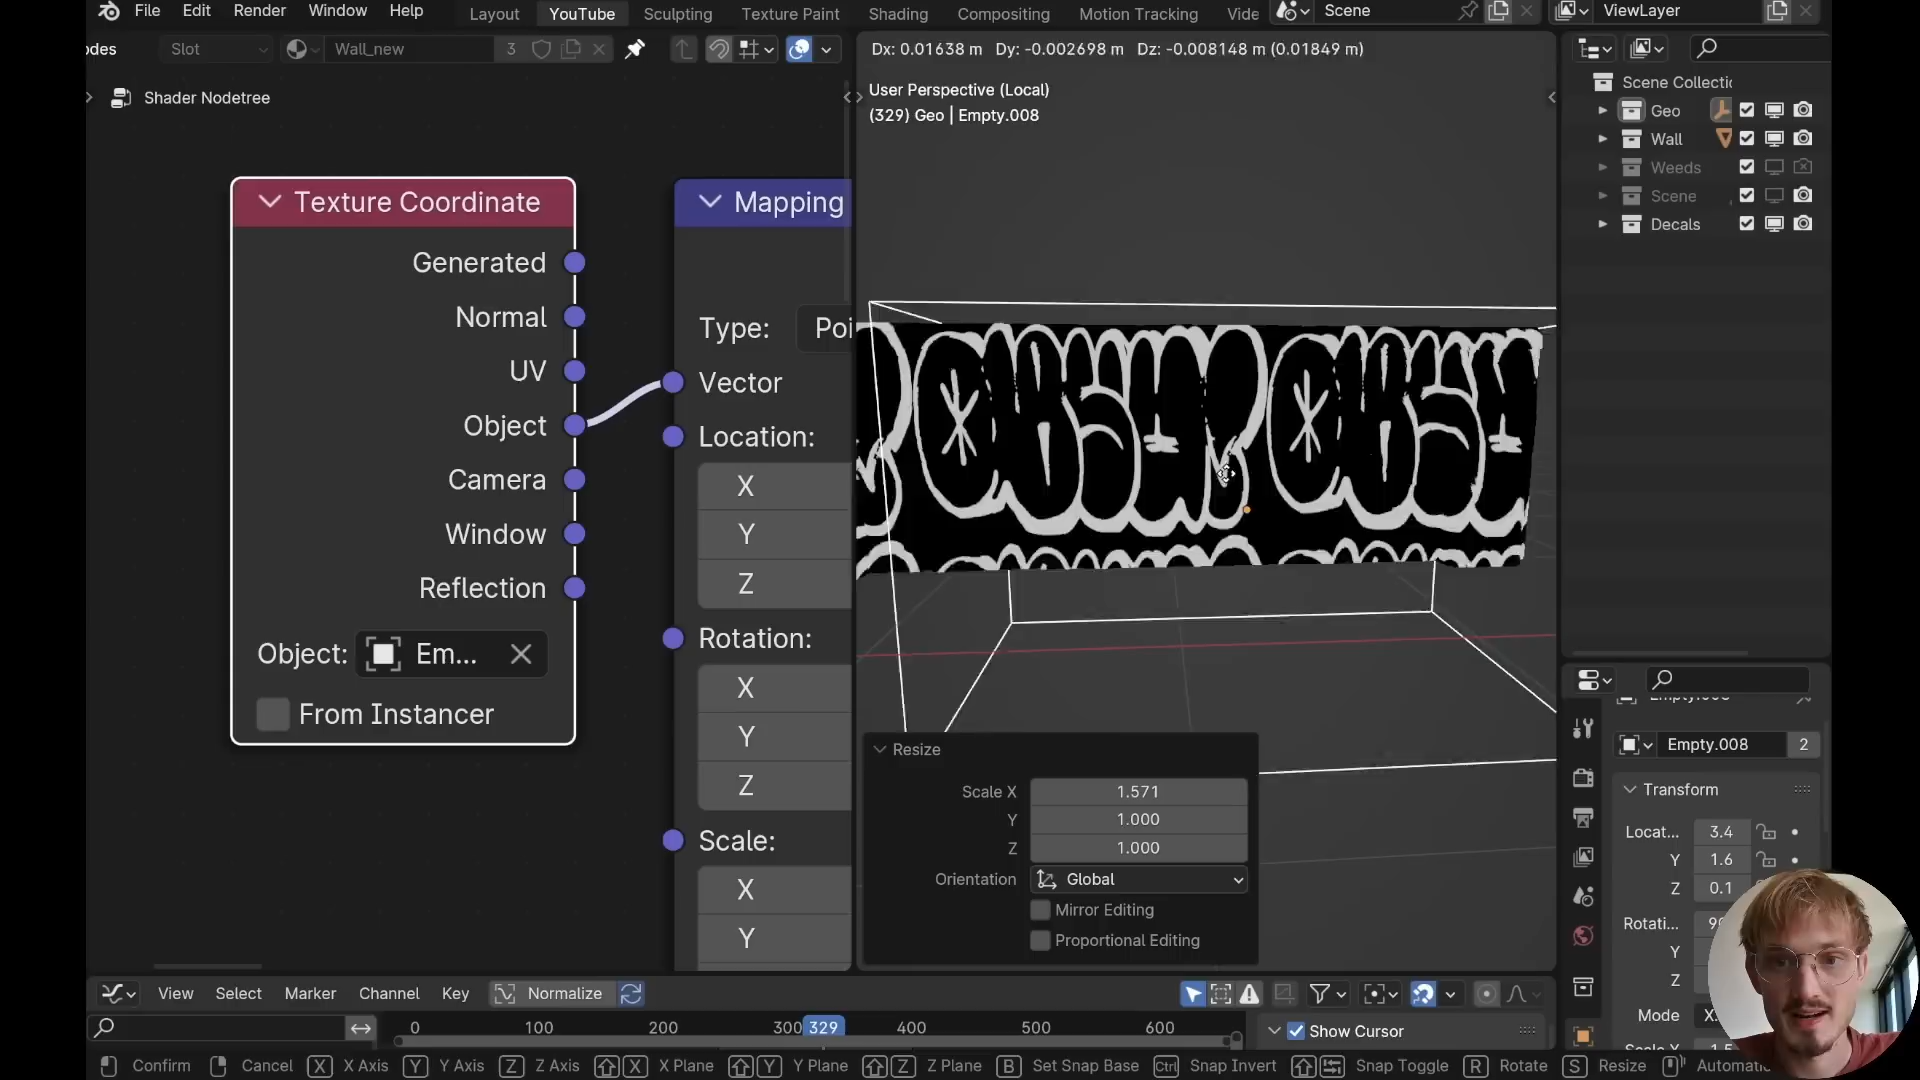 File Edit Render Window Help Layout YouTube Sculpting Texture Paint Shading Compositing Motion Tracking Vide Scene ViewLayer
odes Slot Wall_new 3
Dx: 0.01638 m Dy: -0.002698 m Dz: -0.008148 m (0.01849 m)
Shader Nodetree
User Perspective (Local)
(329) Geo | Empty.008
Texture Coordinate
Generated
Normal
UV
Object
Camera
Window
Reflection
Object: Em...
From Instancer
Mapping
Type: Poi
Vector
Location:
X
Y
Z
Rotation:
X
Y
Z
Scale:
X
Y
Resize
Scale X 1.571
Y 1.000
Z 1.000
Orientation Global
Mirror Editing
Proportional Editing
Scene Collectic
Geo
Wall
Weeds
Scene
Decals
Empty.008 2
Transform
Locat... 3.4
Y 1.6
Z 0.1
Rotati...
Y
Z
Mode X
View Select Marker Channel Key Normalize
0 100 200 300 329 400 500 600
Show Cursor
Confirm Cancel X X Axis Y Y Axis Z Z Axis X X Plane Y Y Plane Z Z Plane B Set Snap Base Ctrl Snap Invert Snap Toggle R Rotate S Resize Automati